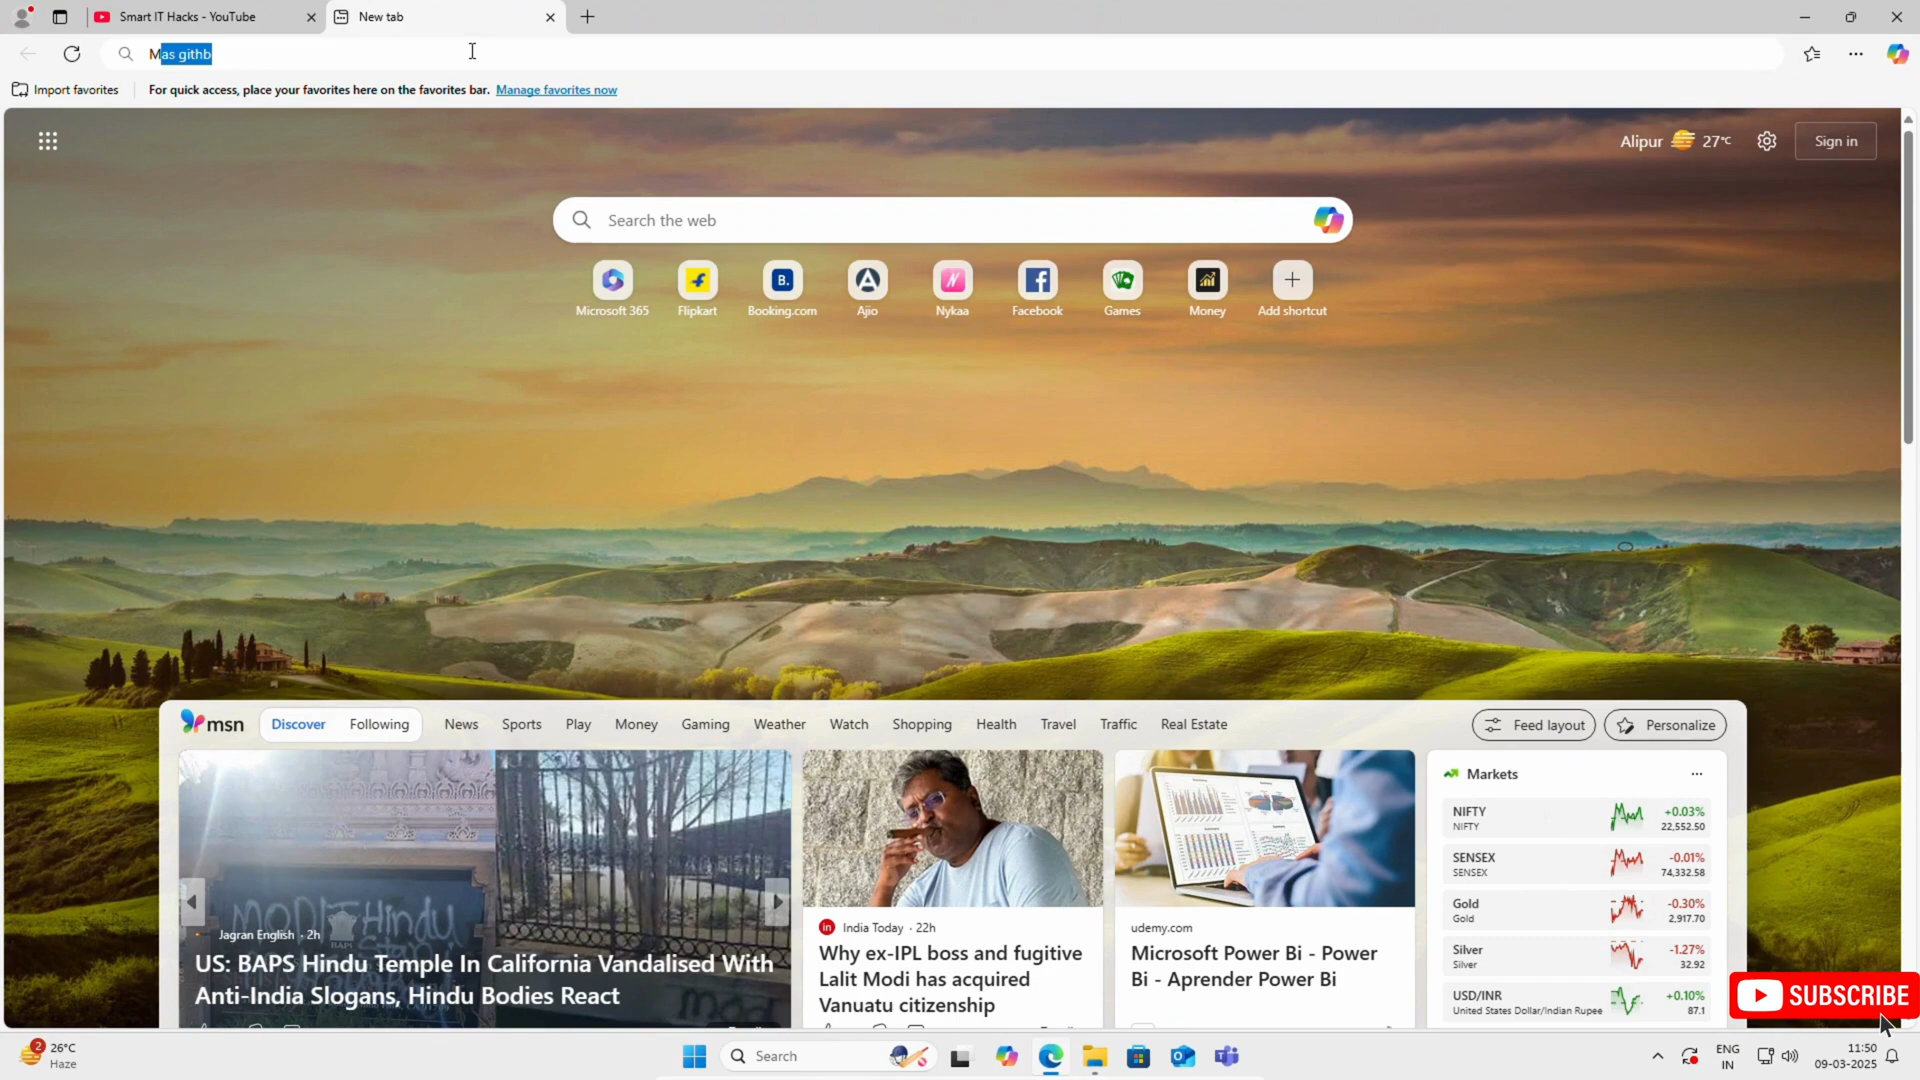 Smart IT Hacks - YouTube
New tab
Mas githb
Import favorites
For quick access, place your favorites here on the favorites bar. Manage favorites now
Alipur 27°C
Sign in
Search the web
Microsoft 365
Flipkart
B.
Booking.com
Ajio
Nykaa
Facebook
Games
Money
Add shortcut
msn
Discover
Following
News
Sports
Play
Money
Gaming
Weather
Watch
Shopping
Health
Travel
Traffic
Real Estate
Feed layout
Personalize
Jagran English · 2h
US: BAPS Hindu Temple In California Vandalised With
Anti-India Slogans, Hindu Bodies React
India Today · 22h
Why ex-IPL boss and fugitive
Lalit Modi has acquired
Vanuatu citizenship
udemy.com
Microsoft Power Bi - Power
Bi - Aprender Power Bi
Markets
NIFTY +0.03%
NIFTY 22,552.50
SENSEX -0.01%
SENSEX 74,332.58
Gold -0.30%
Gold 2,917.70
Silver -1.27%
Silver 32.92
USD/INR +0.10%
United States Dollar/Indian Rupee 87.1
SUBSCRIBE
2
26°C
Haze
Search
ENG
IN
11:50
09-03-2025